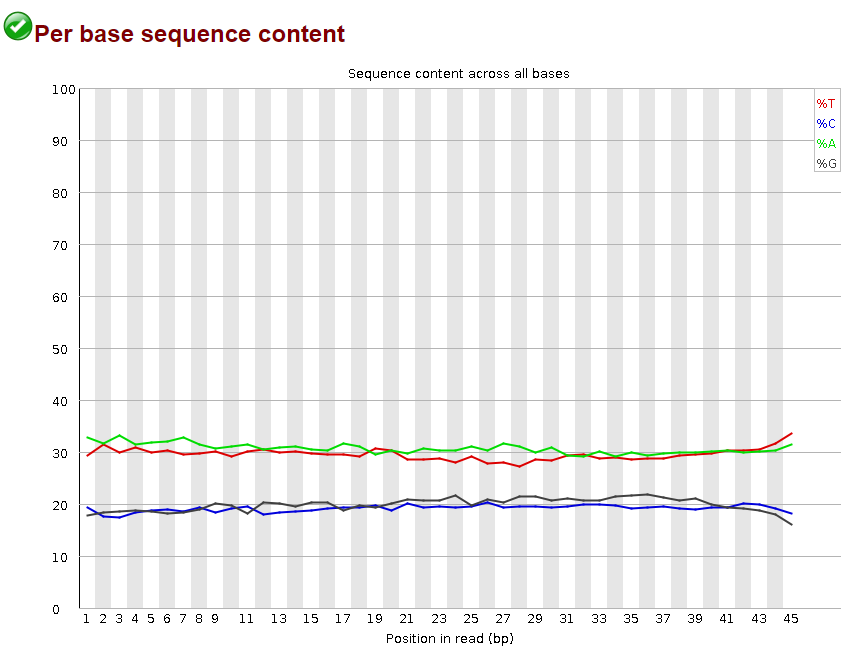 Per base sequence content
Sequence content across all bases
100
90
80
70
60
50
40
30
20
10
0
%T
%C
%A
%G
1 2 3 4 5 6 7 8 9 11 13 15 17 19 21 23 25 27 29 31 33 35 37 39 41 43 45
Position in read (bp)